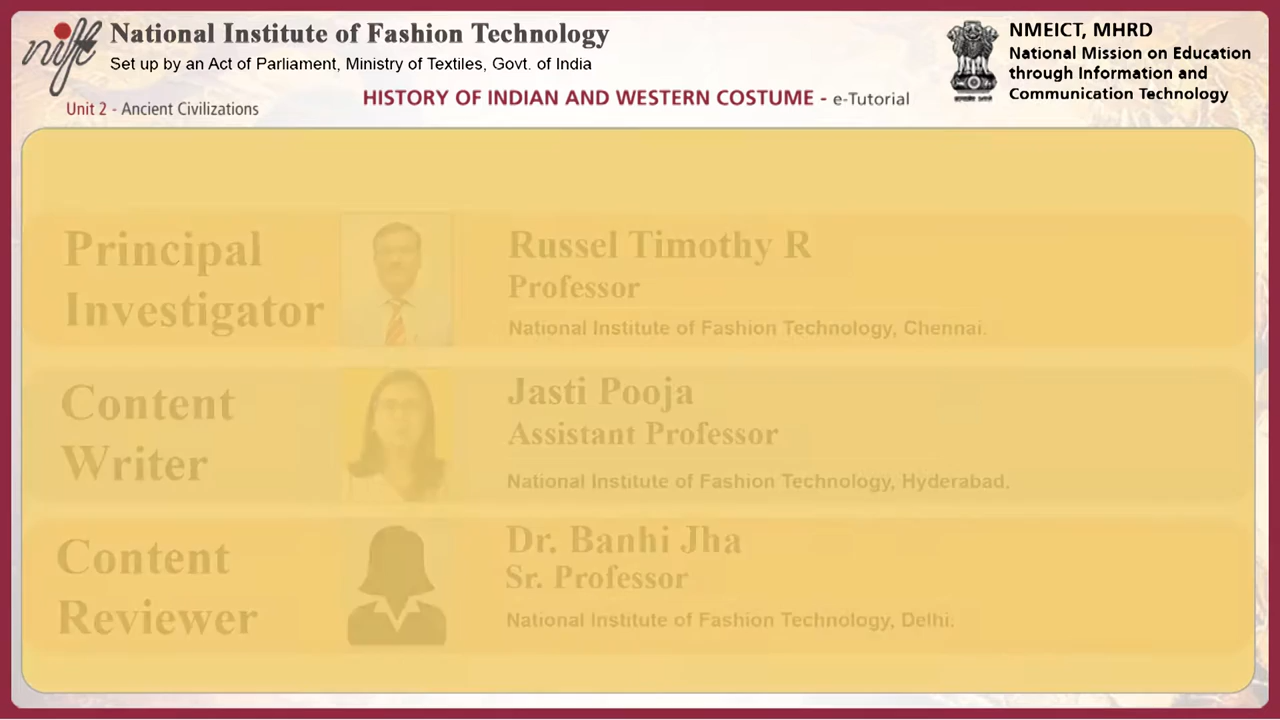 nift
National Institute of Fashion Technology
Set up by an Act of Parliament, Ministry of Textiles, Govt. of India
Unit 2 - Ancient Civilizations
HISTORY OF INDIAN AND WESTERN COSTUME - e-Tutorial
NMEICT, MHRD
National Mission on Education
through Information and
Communication Technology
Principal
Investigator
Russel Timothy R
Professor
National Institute of Fashion Technology, Chennai.
Content
Writer
Jasti Pooja
Assistant Professor
National Institute of Fashion Technology, Hyderabad.
Content
Reviewer
Dr. Banhi Jha
Sr. Professor
National Institute of Fashion Technology, Delhi.